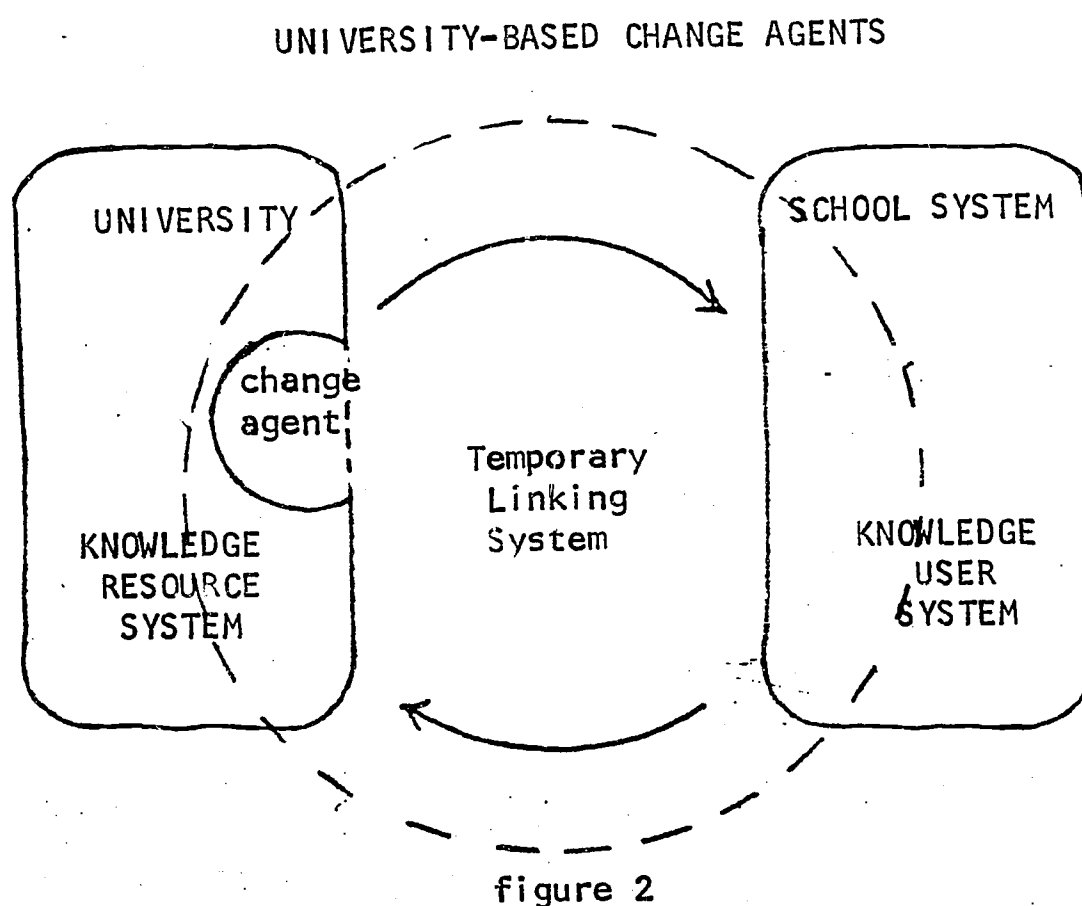 UNIVERSITY-BASED CHANGE AGENTS
UNIVERSITY
SCHOOL SYSTEM
change
agent
Temporary
Linking
System
KNOWLEDGE
RESOURCE
SYSTEM
KNOWLEDGE
USER
SYSTEM
figure 2